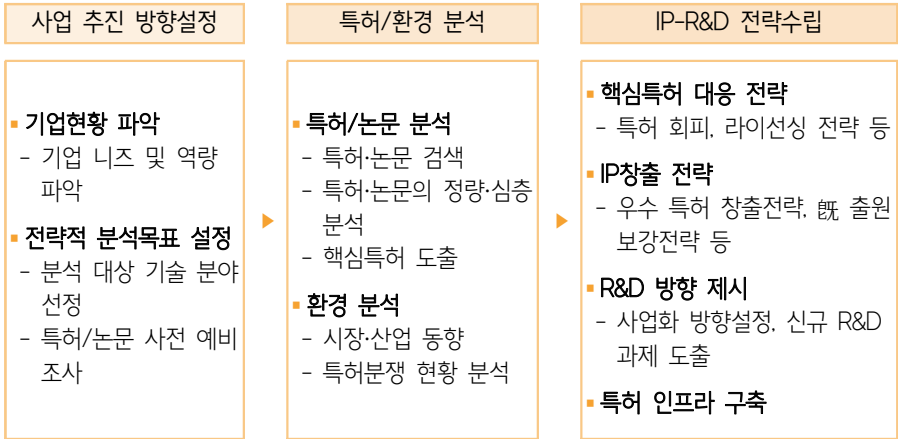 사업 추진 방향설정
▪ 기업현황 파악
- 기업 니즈 및 역량
파악
▪ 전략적 분석목표 설정
- 분석 대상 기술 분야
선정
- 특허/논문 사전 예비
조사
특허/환경 분석
▪ 특허/논문 분석
- 특허·논문 검색
- 특허·논문의 정량·심층
분석
- 핵심특허 도출
▪ 환경 분석
- 시장·산업 동향
- 특허분쟁 현황 분석
IP-R&D 전략수립
▪ 핵심특허 대응 전략
- 특허 회피, 라이선싱 전략 등
▪ IP창출 전략
- 우수 특허 창출전략, 旣 출원
보강전략 등
▪ R&D 방향 제시
- 사업화 방향설정, 신규 R&D
과제 도출
▪ 특허 인프라 구축